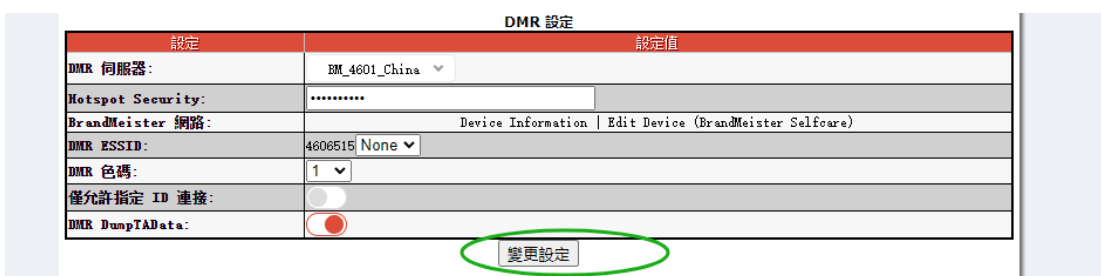 DMR 設定
設定 設定值
DMR 伺服器: BM_4601_China
Hotspot Security: ••••••••••
BrandMeister 網路: Device Information | Edit Device (BrandMeister Selfcare)
DMR ESSID: 4606515 None
DMR 色碼: 1
僅允許指定 ID 連接:
DMR DumpTAData:
變更設定